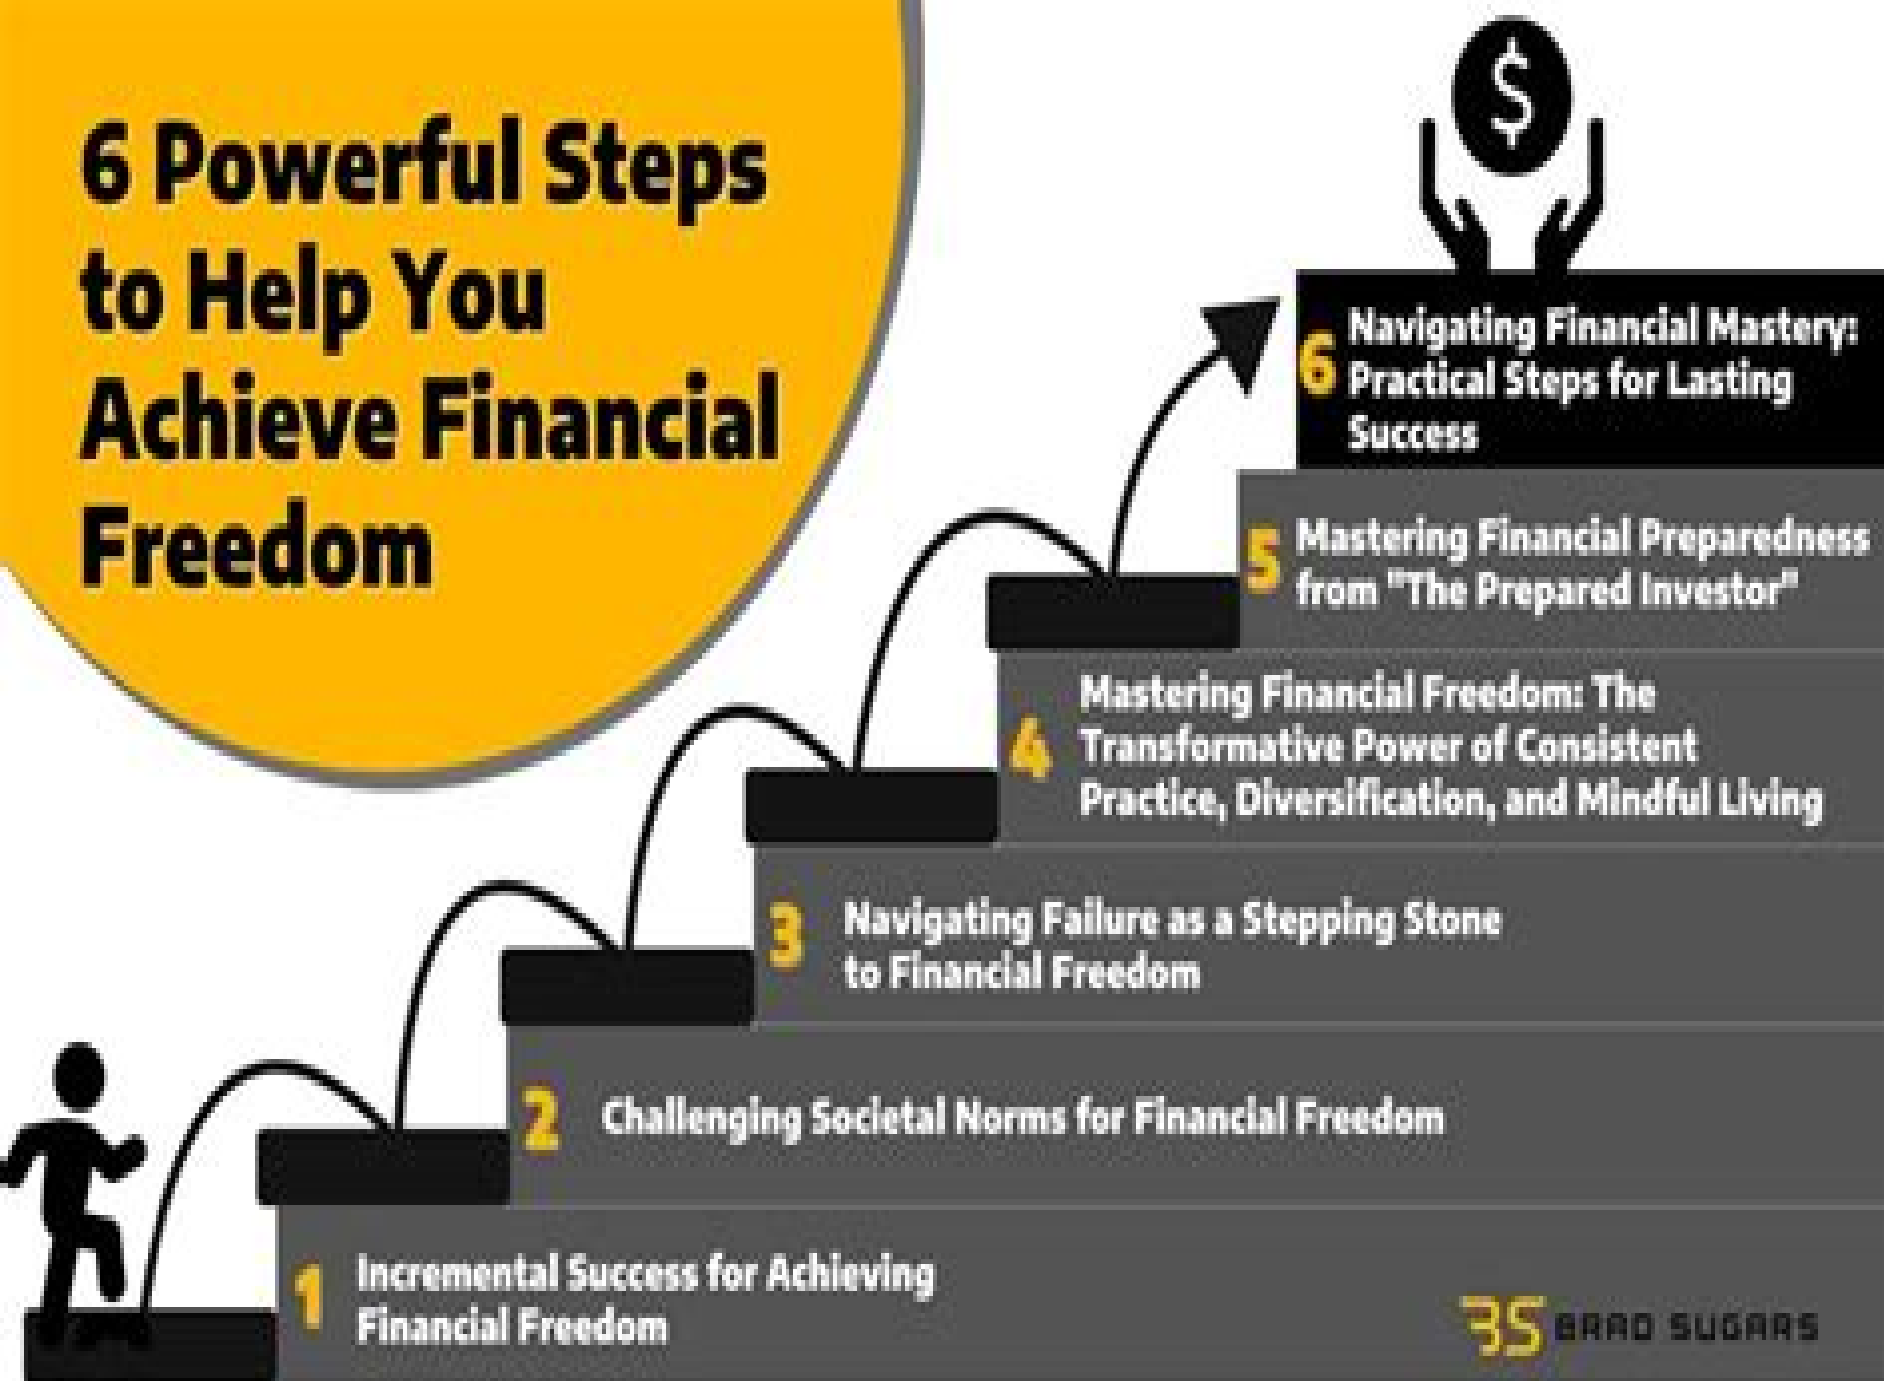 6 Powerful Steps
to Help You
Achieve Financial
Freedom
$
6
Navigating Financial Mastery:
Practical Steps for Lasting
Success
5
Mastering Financial Preparedness
from "The Prepared Investor"
4
Mastering Financial Freedom: The
Transformative Power of Consistent
Practice, Diversification, and Mindful Living
3
Navigating Failure as a Stepping Stone
to Financial Freedom
2
Challenging Societal Norms for Financial Freedom
1
Incremental Success for Achieving
Financial Freedom
BS BRAD SUGARS